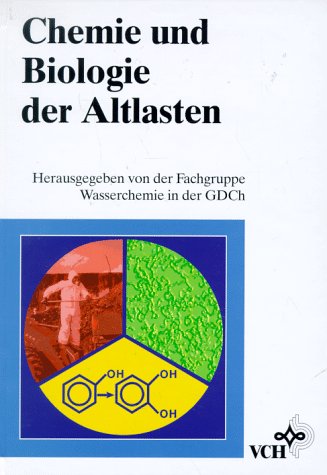 Chemie und
Biologie
der Altlasten
Herausgegeben von der Fachgruppe
Wasserchemie in der GDCh
OH
OH
OH
VCH